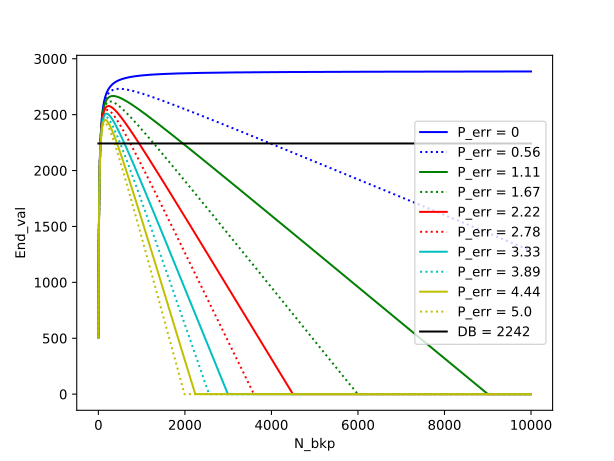 3000
2500
2000
1500
1000
500
0
End_val
0
2000
4000
6000
8000
10000
N_bkp
P_err = 0
P_err = 0.56
P_err = 1.11
P_err = 1.67
P_err = 2.22
P_err = 2.78
P_err = 3.33
P_err = 3.89
P_err = 4.44
P_err = 5.0
DB = 2242